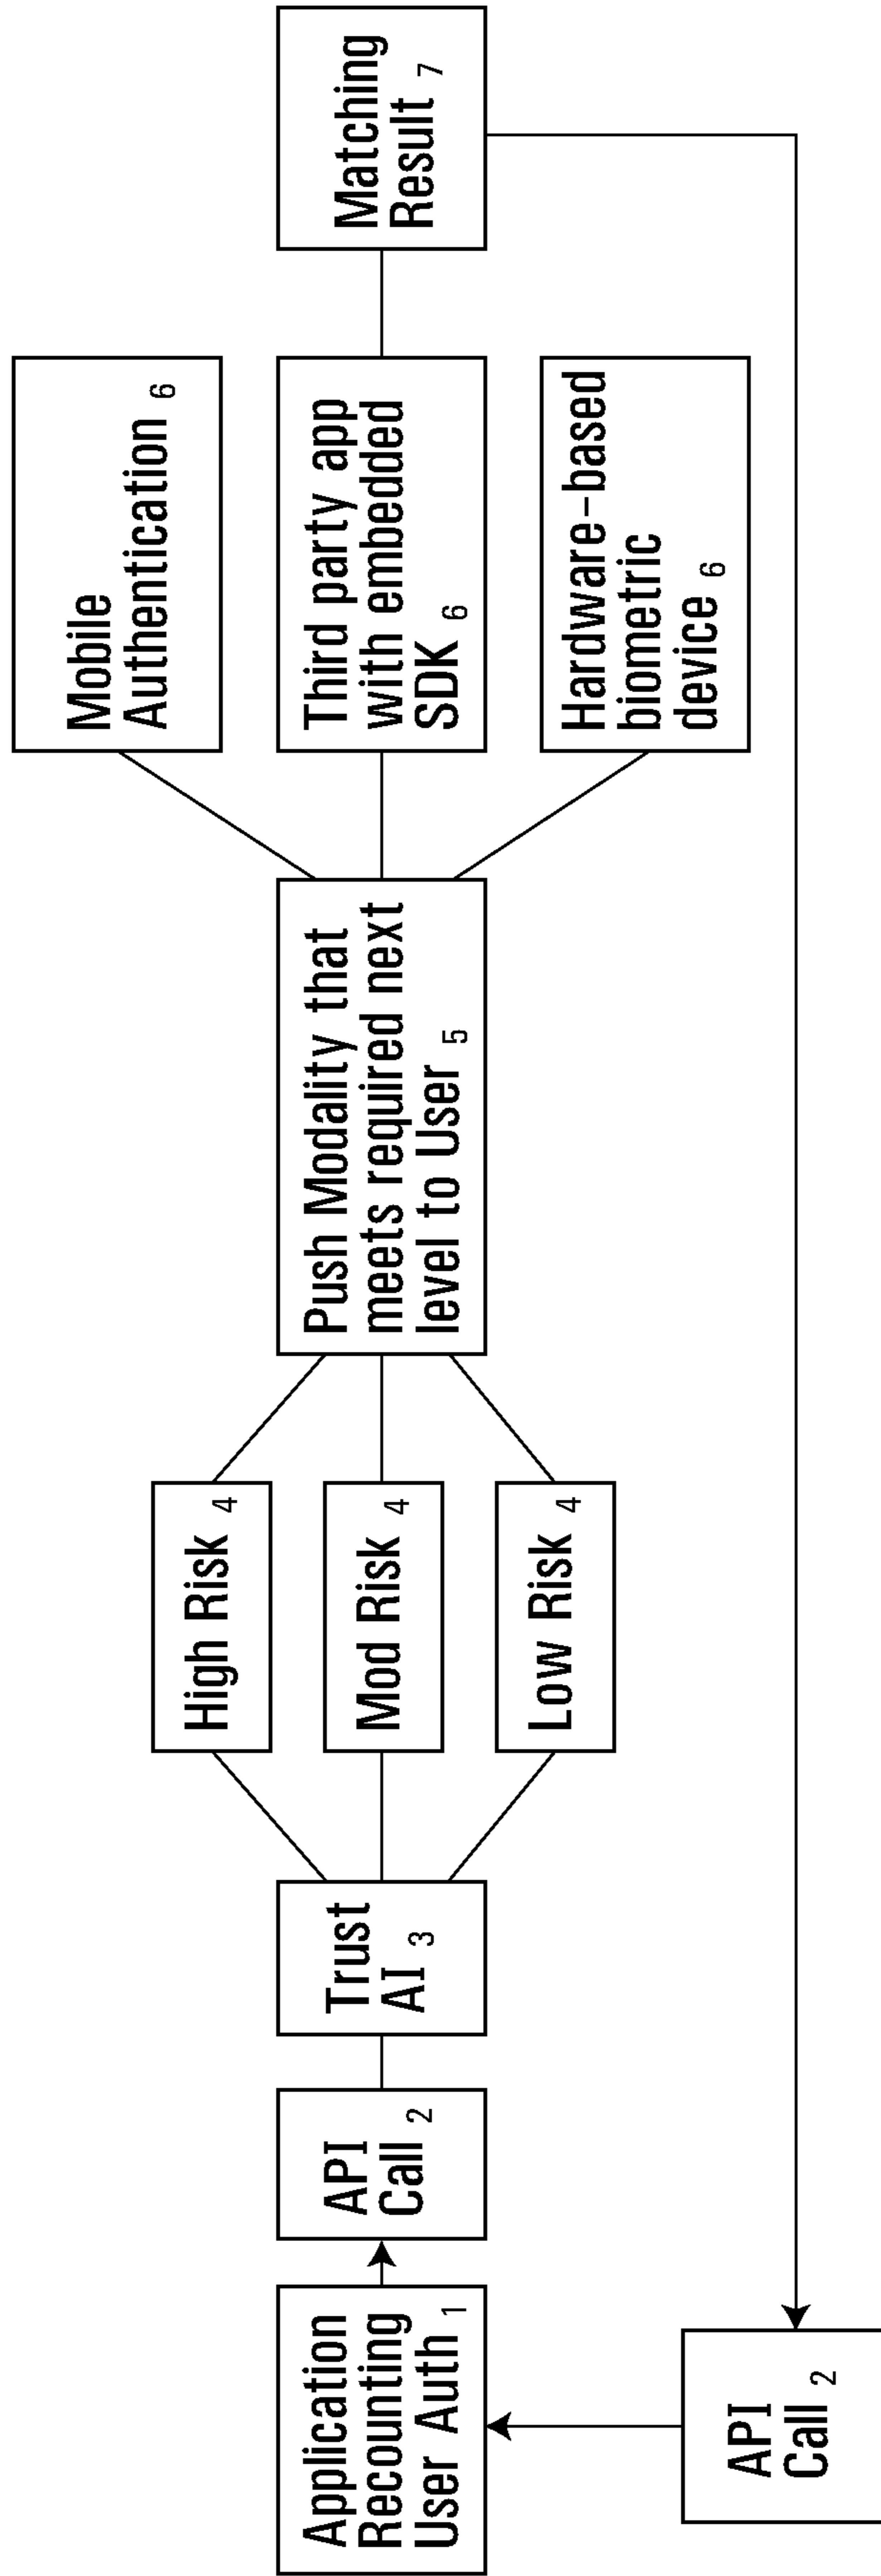 Application
Recounting
User Auth 1
API
Call 2
API
Call 2
Trust
AI 3
High Risk 4
Mod Risk 4
Low Risk 4
Push Modality that
meets required next
level to User 5
Mobile
Authentication 6
Third party app
with embedded
SDK 6
Hardware-based
biometric
device 6
Matching
Result 7